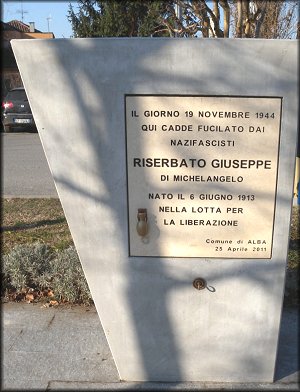 IL GIORNO 19 NOVEMBRE 1944
QUI CADDE FUCILATO DAI
NAZIFASCISTI
RISERBATO GIUSEPPE
DI MICHELANGELO
NATO IL 6 GIUGNO 1913
NELLA LOTTA PER
LA LIBERAZIONE
Comune di ALBA
25 Aprile 2011